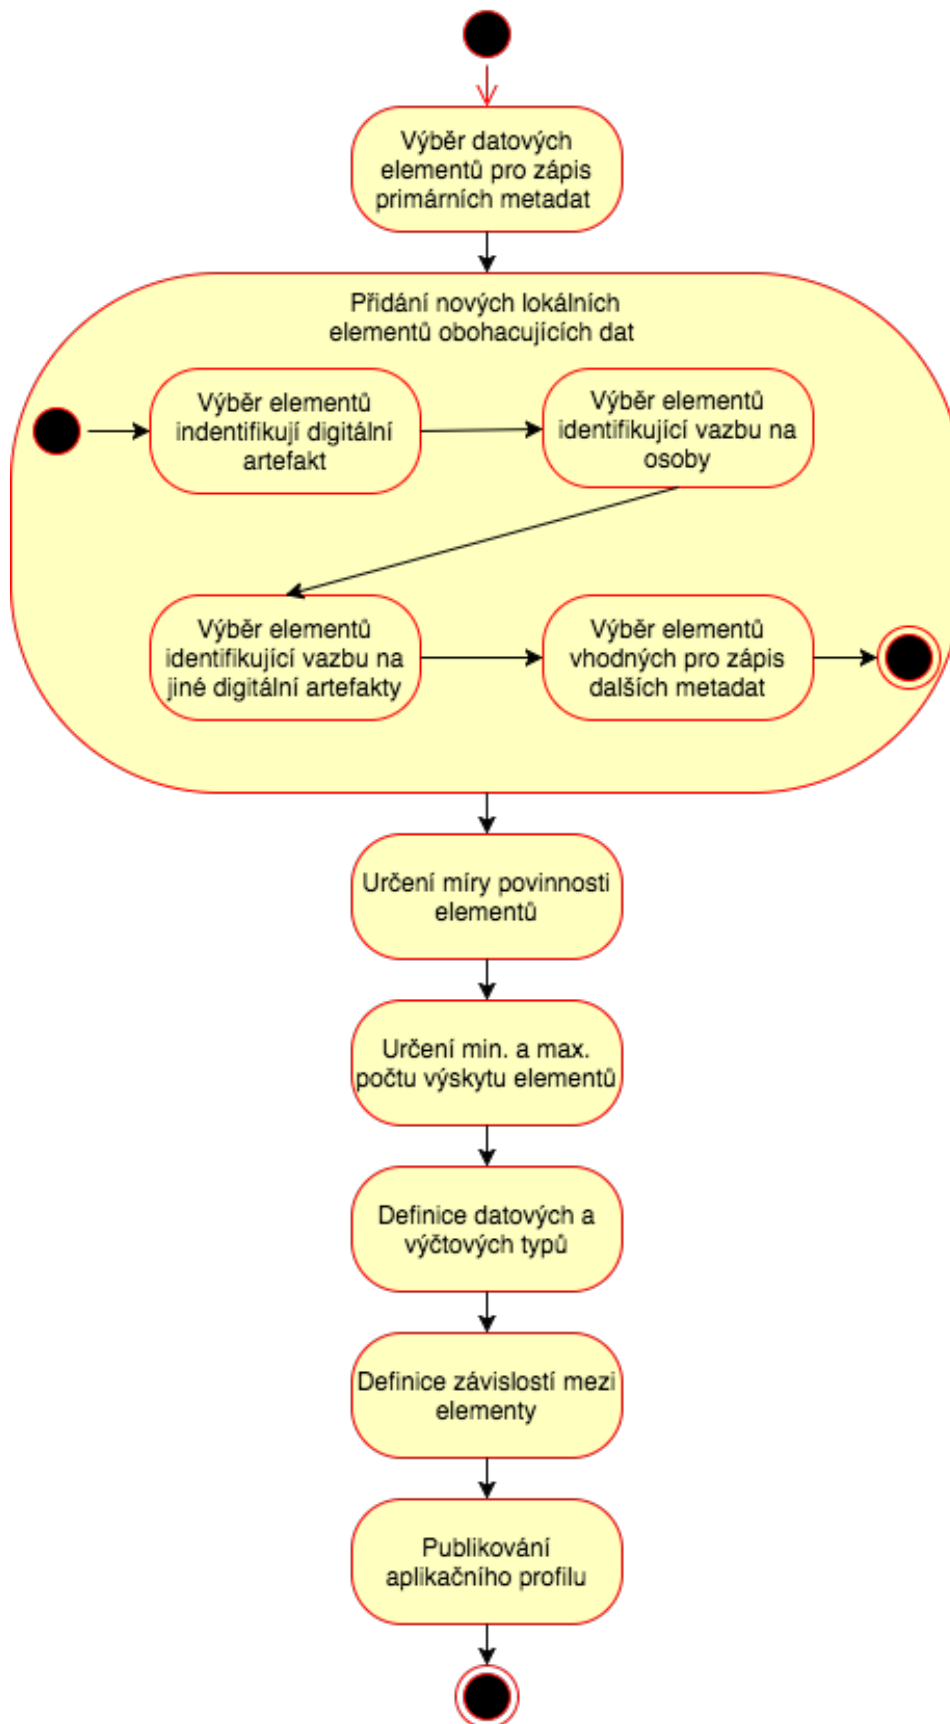 Výběr datových
elementů pro zápis
primárních metadat
Přidání nových lokálních
elementů obohacujících dat
Výběr elementů
indentifikují digitální
artefakt
Výběr elementů
identifikující vazbu na
osoby
Výběr elementů
identifikující vazbu na
jiné digitální artefakty
Výběr elementů
vhodných pro zápis
dalších metadat
Určení míry povinnosti
elementů
Určení min. a max.
počtu výskytu elementů
Definice datových a
výčtových typů
Definice závislostí mezi
elementy
Publikování
aplikačního profilu